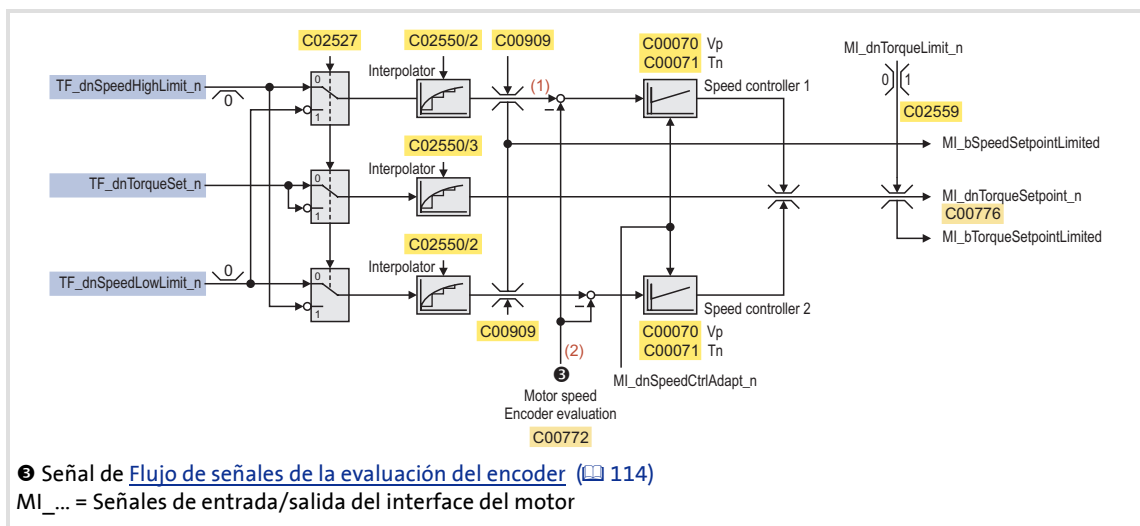 C02527
C02550/2
C00909
C00070 Vp
C00071 Tn
MI_dnTorqueLimit_n
Interpolator
Speed controller 1
0 1
TF_dnSpeedHighLimit_n
0
0
1
(1)
C02559
C02550/3
MI_bSpeedSetpointLimited
Interpolator
TF_dnTorqueSet_n
0
1
MI_dnTorqueSetpoint_n
C00776
C02550/2
MI_bTorqueSetpointLimited
Interpolator
TF_dnSpeedLowLimit_n
0
0
1
Speed controller 2
C00909
C00070 Vp
C00071 Tn
(2)
❸
MI_dnSpeedCtrlAdapt_n
Motor speed
Encoder evaluation
C00772
❸ Señal de Flujo de señales de la evaluación del encoder (🕮 114)
MI_... = Señales de entrada/salida del interface del motor